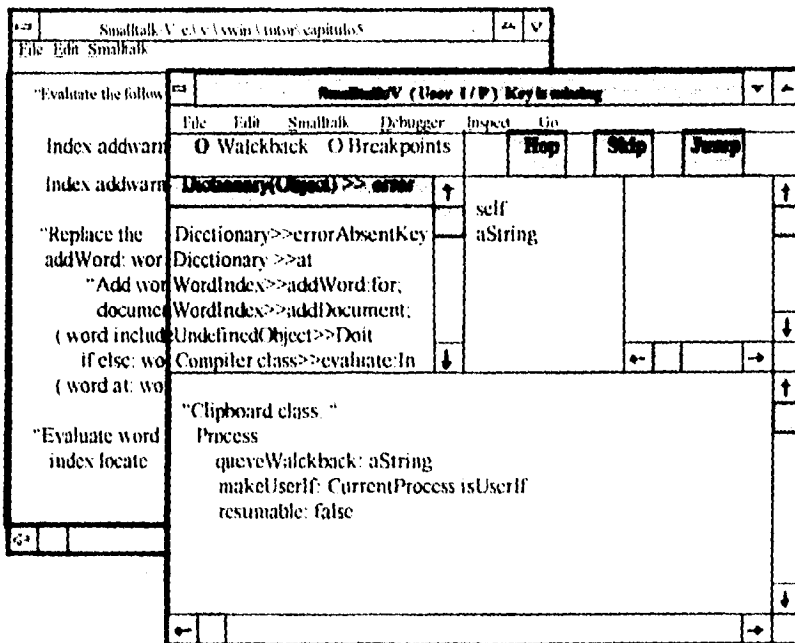 Smalltalk V c:\ v \ swin \ tutor\ capitulo5
File Edit Smalltalk
"Evaluate the follow
Index addwarn
Index addwarn
"Replace the
addWord: wor
"Add wor
documer
( word include
if else: wo
( word at: wo
"Evaluate word
index locate
Smalltalk/V ( User I / P ) Key is missing
File Edit Smalltalk Debugger Inspect Go
O Walckback O Breakpoints Hop Skip Jump
Dictionary(Object) >> error
Dicctionary>>errorAbsentKey
Dicctionary >>at
WordIndex>>addWord:for;
WordIndex>>addDocument;
UndefinedObject>>Doit
Compiler class>>evaluate:In
self
aString
"Clipboard class. "
Process
queveWalckback: aString
makeUserIf: CurrentProcess isUserIf
resumable: false